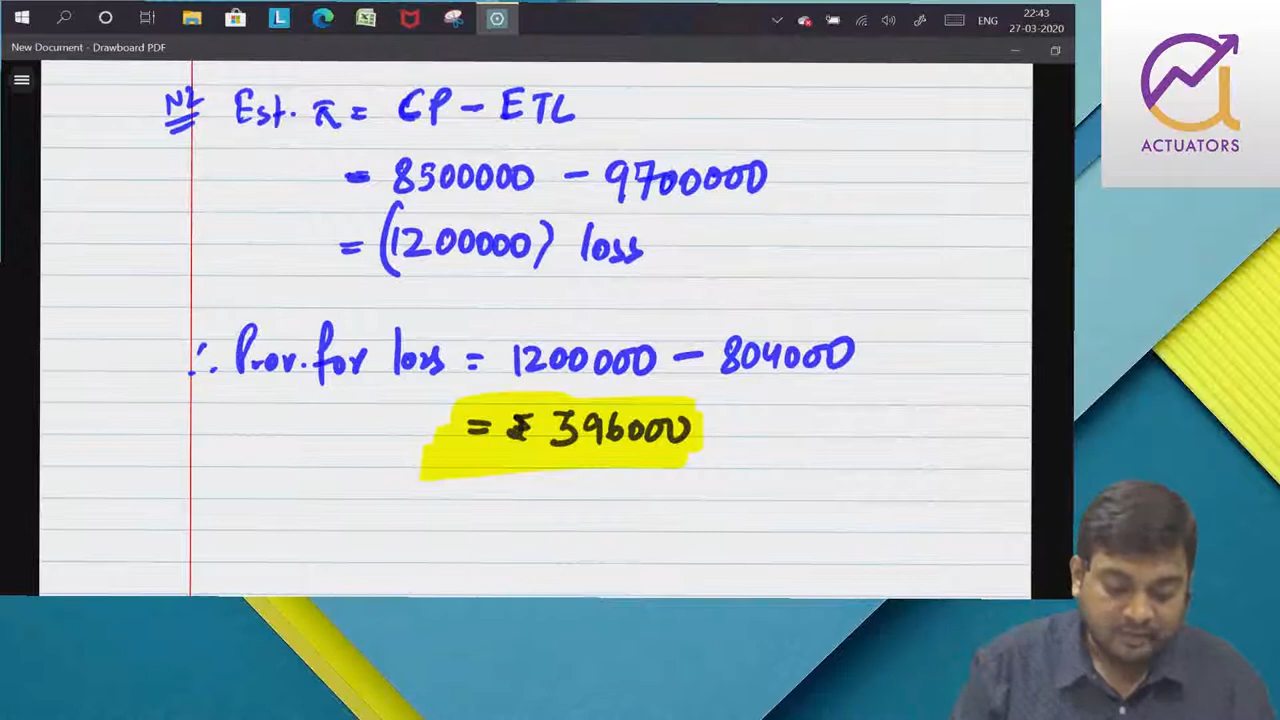 22:43
ENG
27-03-2020
New Document - Drawboard PDF
ACTUATORS
N2 Est. π = CP - ETL
= 8500000 - 9700000
= (1200000) loss
∴ Prov. for loss = 1200000 - 804000
= ₹ 396000